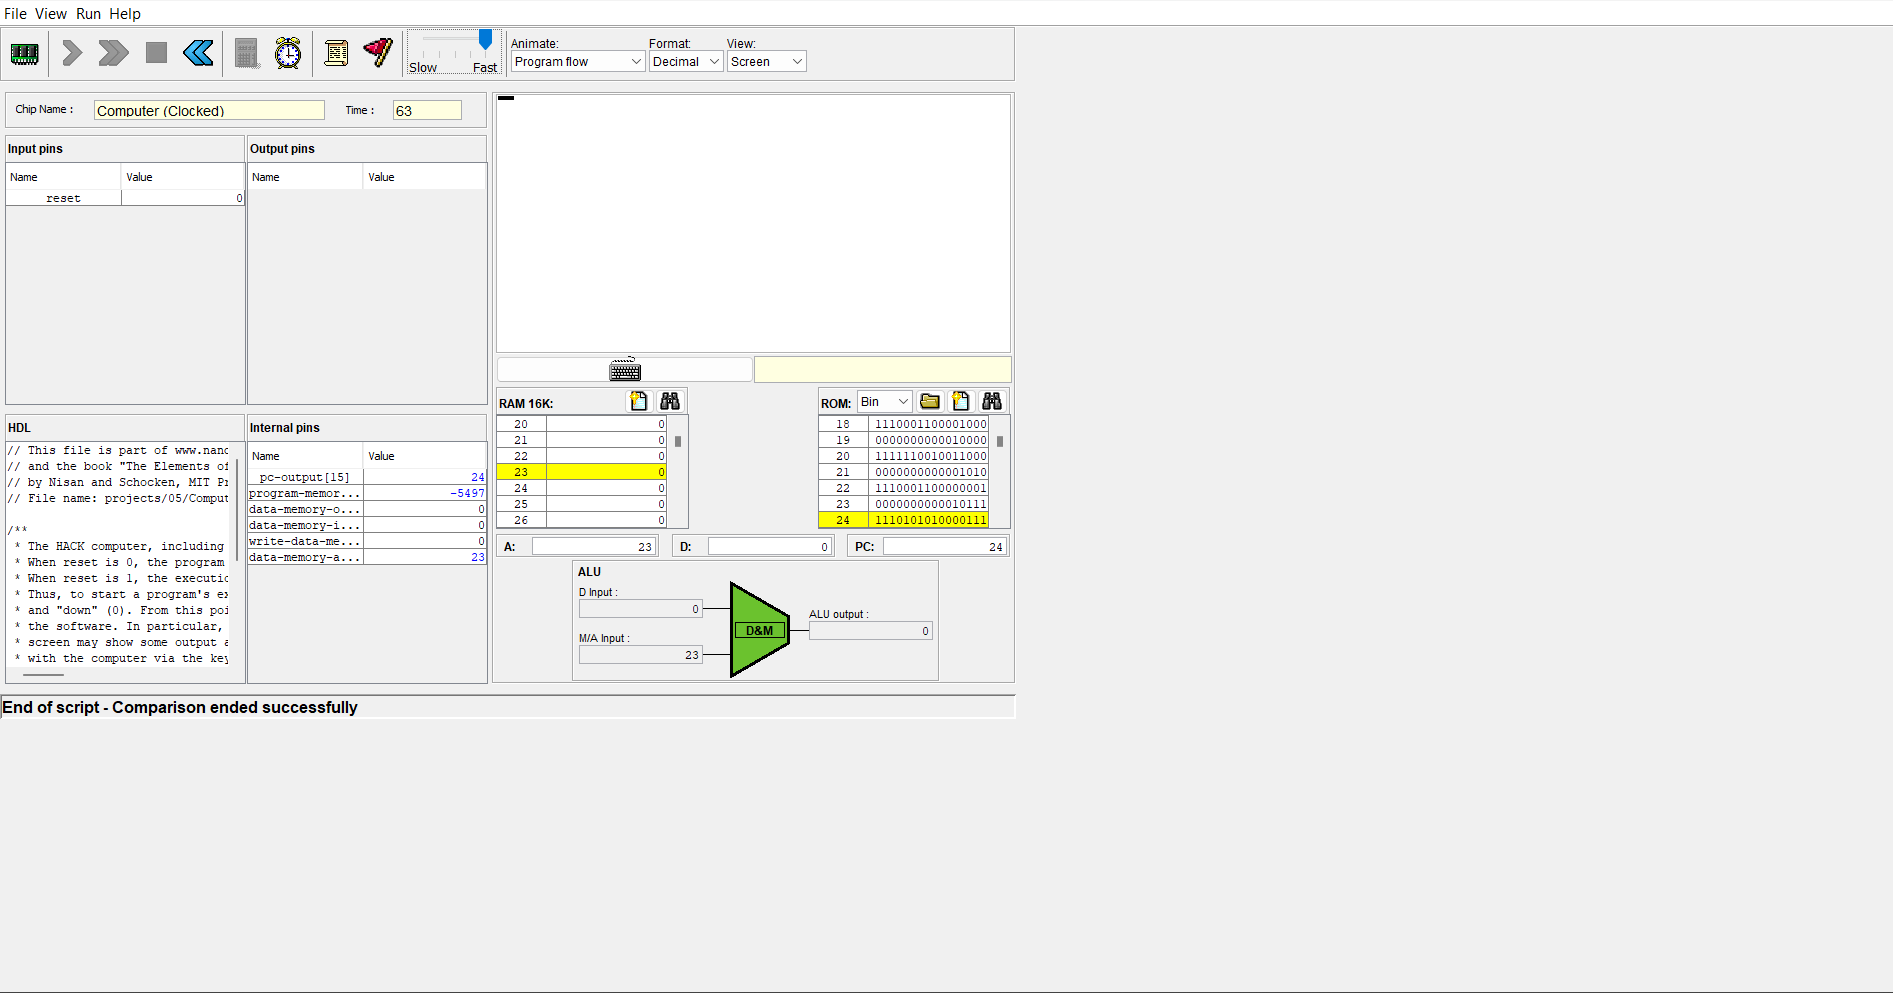 File View Run Help
Slow Fast
Animate: Format: View:
Program flow Decimal Screen
Chip Name : Computer (Clocked) Time : 63
Input pins
Name Value
reset 0
Output pins
Name Value
HDL
// This file is part of www.nand
// and the book "The Elements of
// by Nisan and Schocken, MIT Pr
// File name: projects/05/Comput
/**
* The HACK computer, including
* When reset is 0, the program
* When reset is 1, the executio
* Thus, to start a program's ex
* and "down" (0). From this poi
* the software. In particular,
* screen may show some output a
* with the computer via the key
Internal pins
Name Value
pc-output[15] 24
program-memor... -5497
data-memory-o... 0
data-memory-i... 0
write-data-me... 0
data-memory-a... 23
RAM 16K:
20 0
21 0
22 0
23 0
24 0
25 0
26 0
ROM: Bin
18 1110001100001000
19 0000000000010000
20 1111110010011000
21 0000000000001010
22 1110001100000001
23 0000000000010111
24 1110101010000111
A: 23 D: 0 PC: 24
ALU
D Input :
0
M/A Input :
23
D&M
ALU output :
0
End of script - Comparison ended successfully